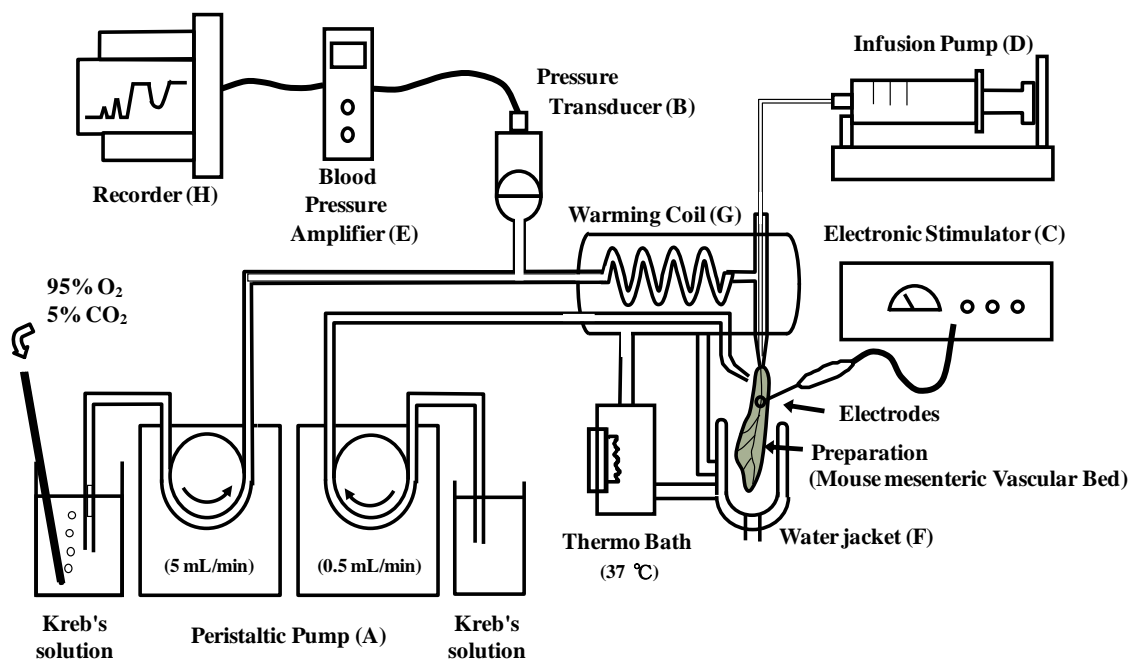 Infusion Pump (D)
Pressure
Transducer (B)
Recorder (H)
Blood
Pressure
Amplifier (E)
Warming Coil (G)
Electronic Stimulator (C)
95% O₂
5% CO₂
Electrodes
Preparation
(Mouse mesenteric Vascular Bed)
Water jacket (F)
Thermo Bath
(37 ℃)
(5 mL/min)
(0.5 mL/min)
Kreb's
solution
Peristaltic Pump (A)
Kreb's
solution